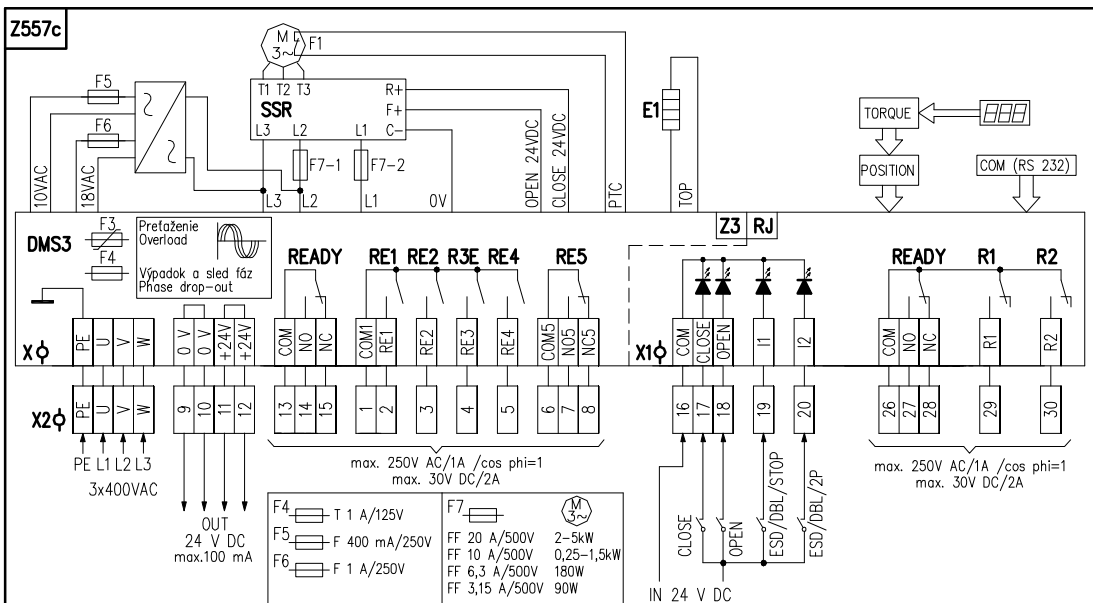 Z557c
M
3~
F1
T1 T2 T3
SSR
R+
F+
C-
L3
L2
L1
F5
F6
F7-1
F7-2
10VAC
18VAC
L3
L2
L1
0V
OPEN 24VDC
CLOSE 24VDC
PTC
E1
TOP
TORQUE
POSITION
COM (RS 232)
DMS3
F3
F4
Preťaženie
Overload
Výpadok a sled fáz
Phase drop-out
READY
RE1 RE2 R3E RE4
RE5
Z3 RJ
READY
R1
R2
X
PE
U
V
W
0 V
0 V
+24V
+24V
COM
NO
NC
COM1
RE1
RE2
RE3
RE4
COM5
NO5
NC5
X1
COM
CLOSE
OPEN
I1
I2
COM
NO
NC
R1
R2
X2
PE
U
V
W
9
10
11
12
13
14
15
1
2
3
4
5
6
7
8
16
17
18
19
20
26
27
28
29
30
PE L1 L2 L3
3x400VAC
OUT
24 V DC
max.100 mA
max. 250V AC/1A /cos phi=1
max. 30V DC/2A
CLOSE
OPEN
ESD/DBL/STOP
ESD/DBL/2P
IN 24 V DC
max. 250V AC/1A /cos phi=1
max. 30V DC/2A
F4 T 1 A/125V
F5 F 400 mA/250V
F6 F 1 A/250V
F7
M
3~
FF 20 A/500V 2-5kW
FF 10 A/500V 0,25-1,5kW
FF 6,3 A/500V 180W
FF 3,15 A/500V 90W